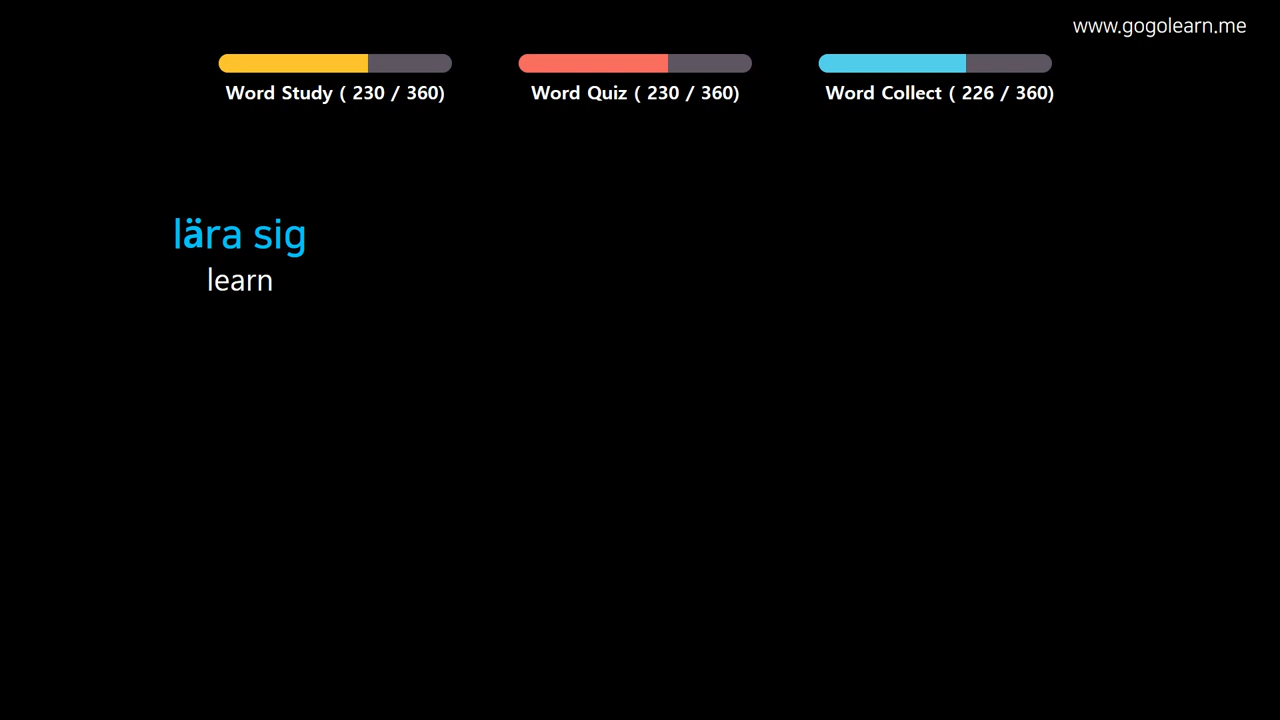 www.gogolearn.me
Word Study ( 230 / 360)
Word Quiz ( 230 / 360)
Word Collect ( 226 / 360)
lära sig
learn